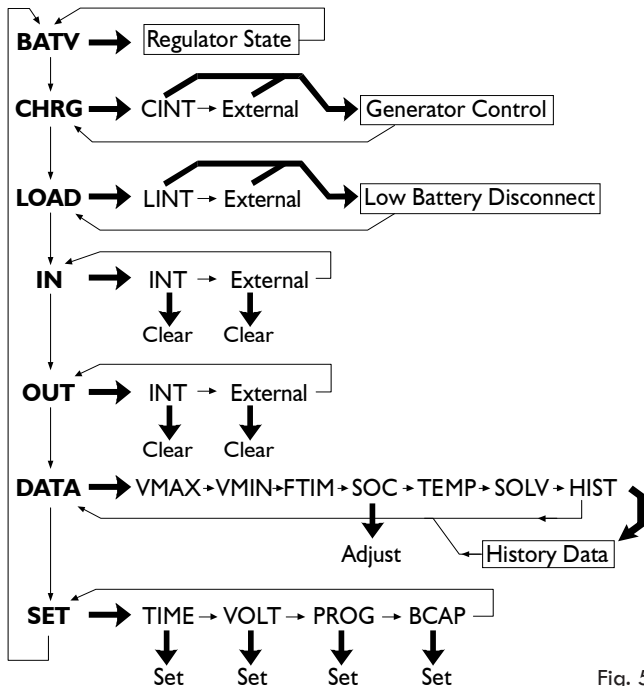 BATV Regulator State
CHRG CINT External Generator Control
LOAD LINT External Low Battery Disconnect
IN INT External
Clear Clear
OUT INT External
Clear Clear
DATA VMAX VMIN FTIM SOC TEMP SOLV HIST
Adjust History Data
SET TIME VOLT PROG BCAP
Set Set Set Set Fig. 5